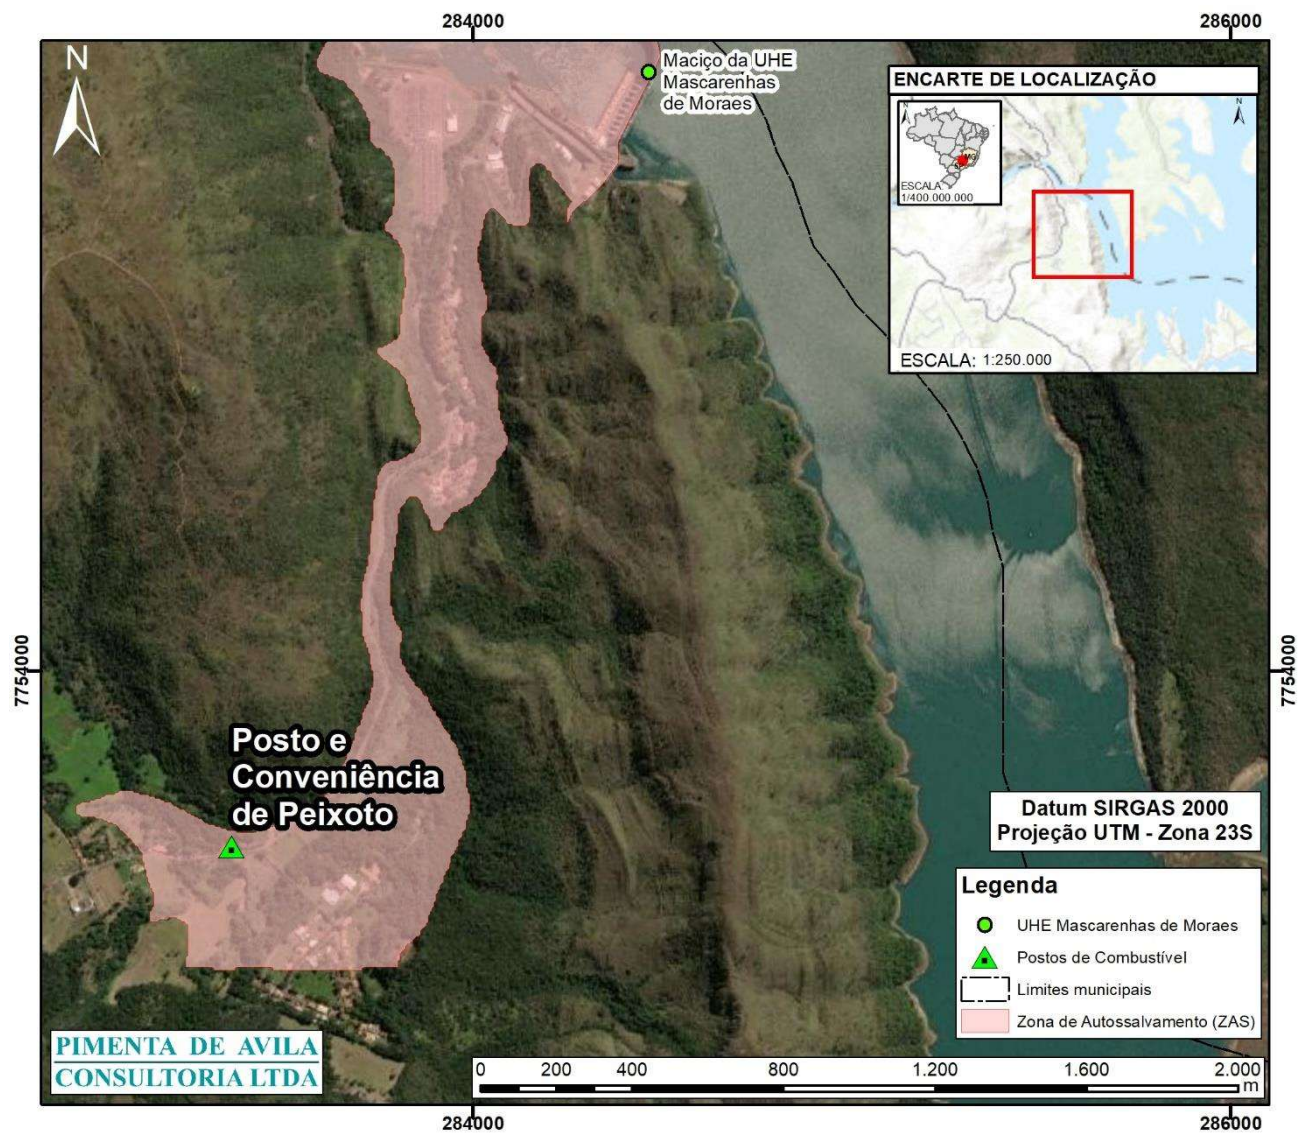 284000
286000
N
Maciço da UHE
Mascarenhas
de Moraes
ENCARTE DE LOCALIZAÇÃO
N
N
MG
ESCALA:
1/400.000.000
ESCALA: 1:250.000
7754000
7754000
Posto e
Conveniência
de Peixoto
Datum SIRGAS 2000
Projeção UTM - Zona 23S
Legenda
UHE Mascarenhas de Moraes
Postos de Combustível
Limites municipais
Zona de Autossalvamento (ZAS)
PIMENTA DE AVILA
CONSULTORIA LTDA
0 200 400 800 1.200 1.600 2.000
m
284000
286000